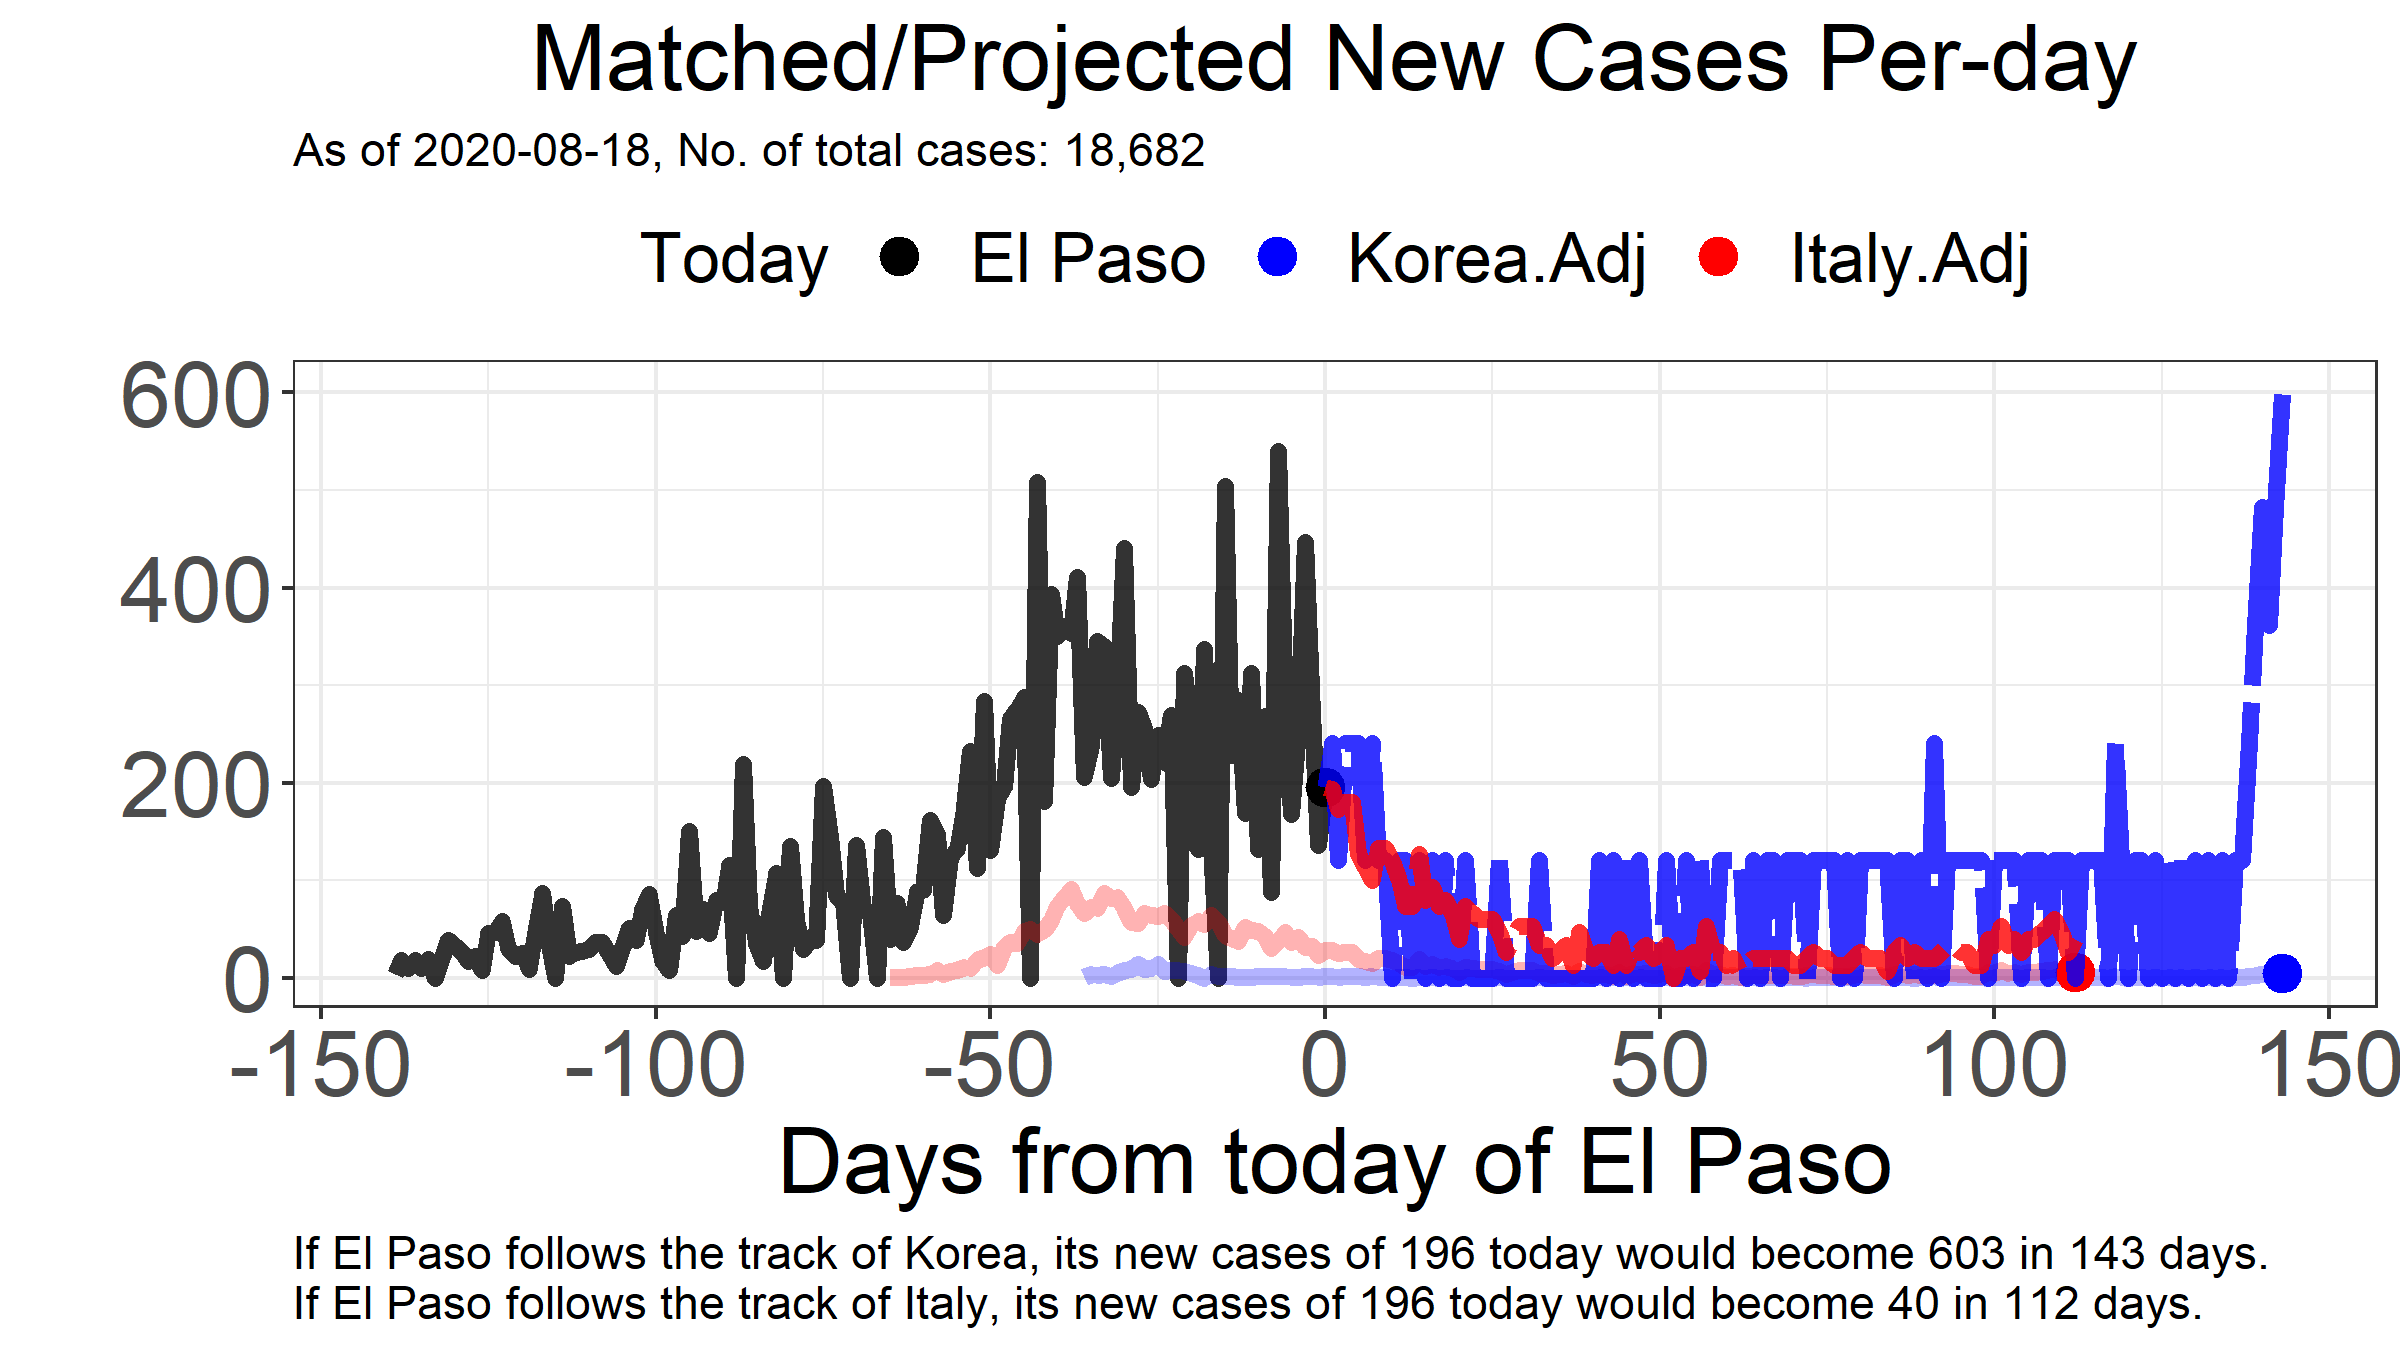 Matched/Projected New Cases Per-day
As of 2020-08-18, No. of total cases: 18,682
Today El Paso Korea.Adj Italy.Adj
600
400
200
0
-150 -100 -50 0 50 100 150
Days from today of El Paso
If El Paso follows the track of Korea, its new cases of 196 today would become 603 in 143 days.
If El Paso follows the track of Italy, its new cases of 196 today would become 40 in 112 days.